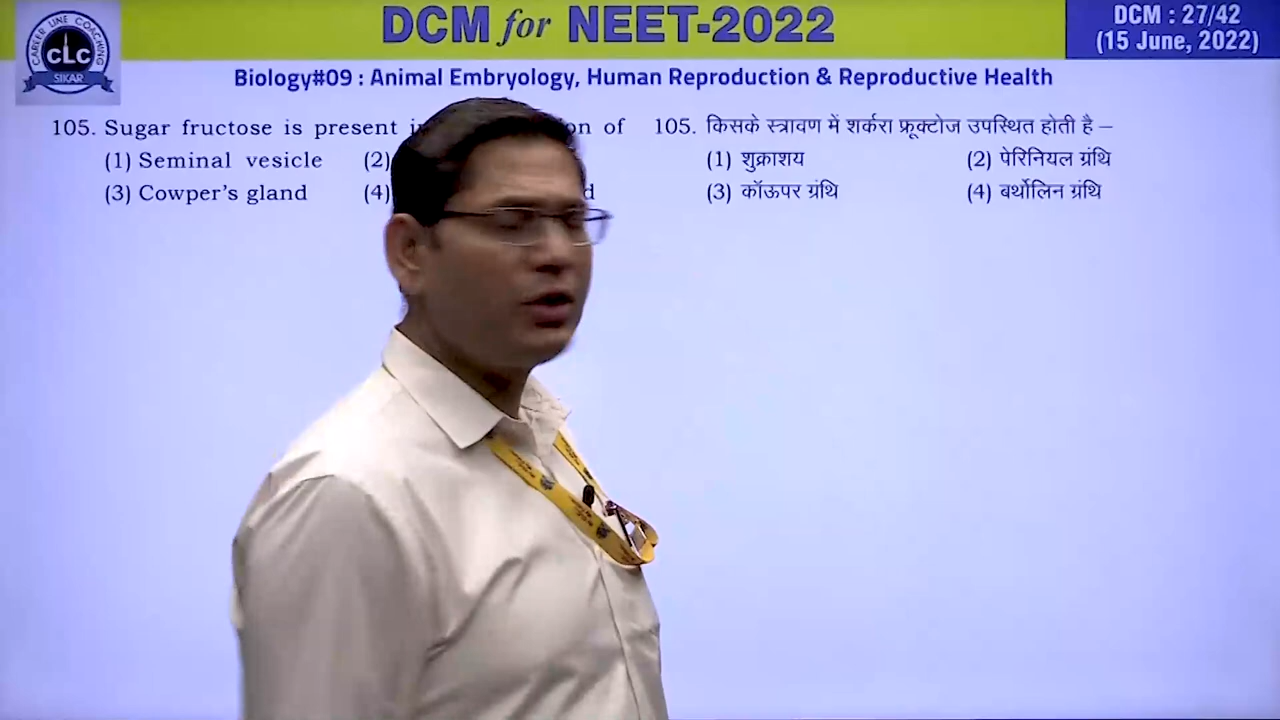 DCM for NEET-2022
DCM : 27/42
(15 June, 2022)
CAREER LINE COACHING
CLC
SIKAR
Biology#09 : Animal Embryology, Human Reproduction & Reproductive Health
105. Sugar fructose is present i on of
(1) Seminal vesicle (2)
(3) Cowper's gland (4) d
105. किसके स्त्रावण में शर्करा फ्रूक्टोज उपस्थित होती है –
(1) शुक्राशय (2) पेरिनियल ग्रंथि
(3) कॉऊपर ग्रंथि (4) बर्थोलिन ग्रंथि